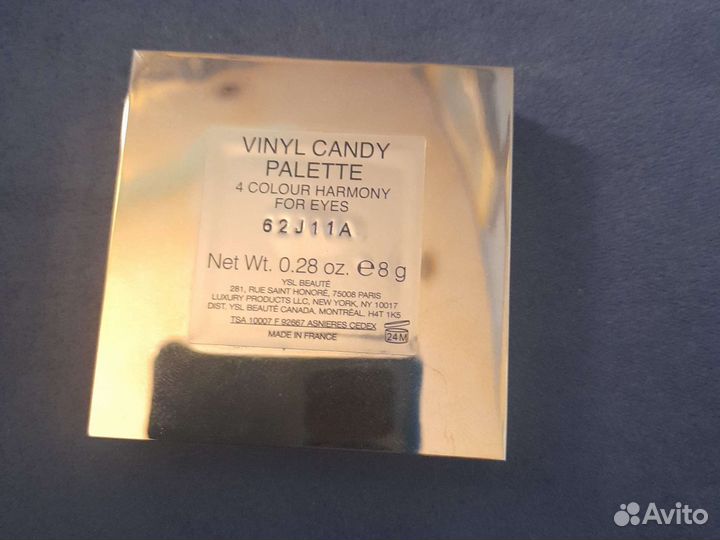 VINYL CANDY
PALETTE
4 COLOUR HARMONY
FOR EYES
62J11A
Net Wt. 0.28 oz. e8 g
YSL BEAUTÉ
281, RUE SAINT HONORÉ, 75008 PARIS
LUXURY PRODUCTS LLC, NEW YORK, NY 10017
DIST. YSL BEAUTÉ CANADA, MONTRÉAL, H4T 1K5
TSA 10007 F 92667 ASNIERES CEDEX
MADE IN FRANCE
24M
Avito